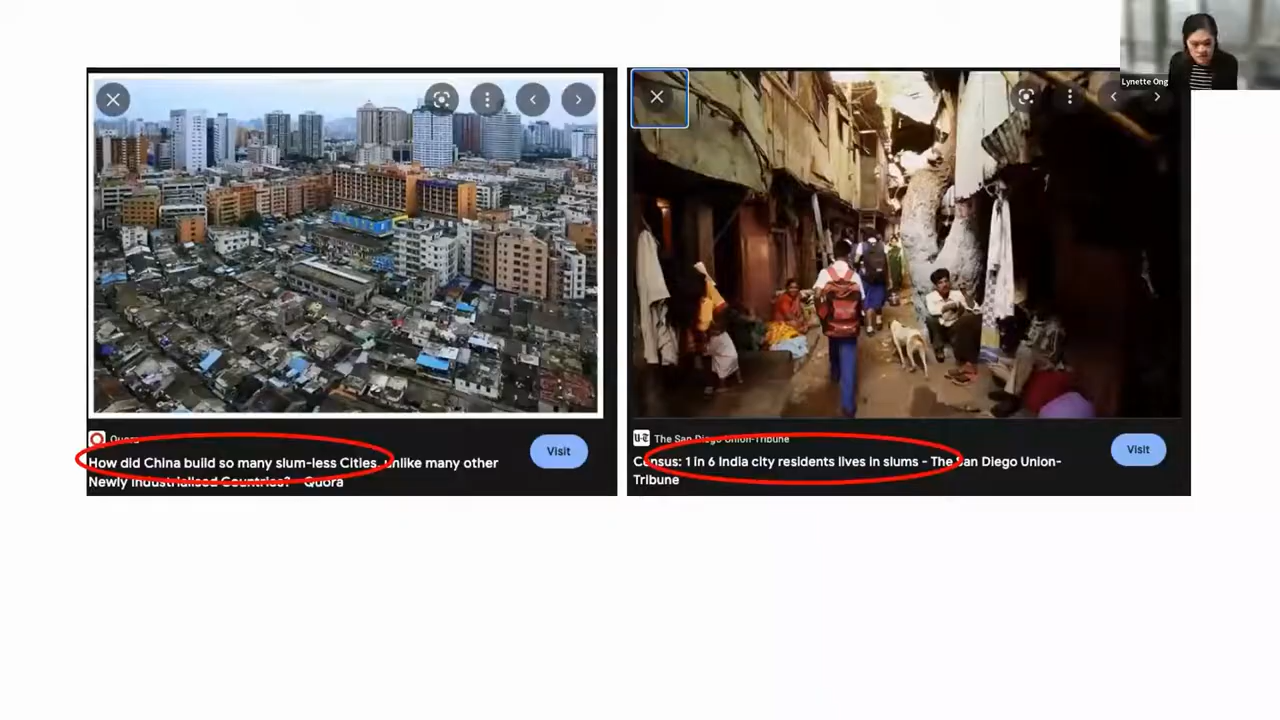 Lynette Ong
Quora
How did China build so many slum-less Cities, unlike many other
Newly Industrialised Countries? - Quora
Visit
The San Diego Union-Tribune
Census: 1 in 6 India city residents lives in slums - The San Diego Union-
Tribune
Visit